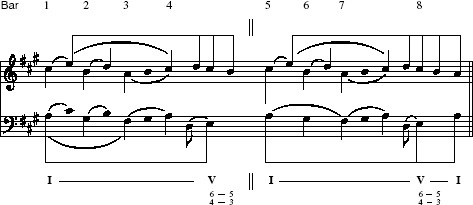 Bar 1 2 3 4 5 6 7 8
I V I V I
6 — 5 6 — 5
4 — 3 4 — 3